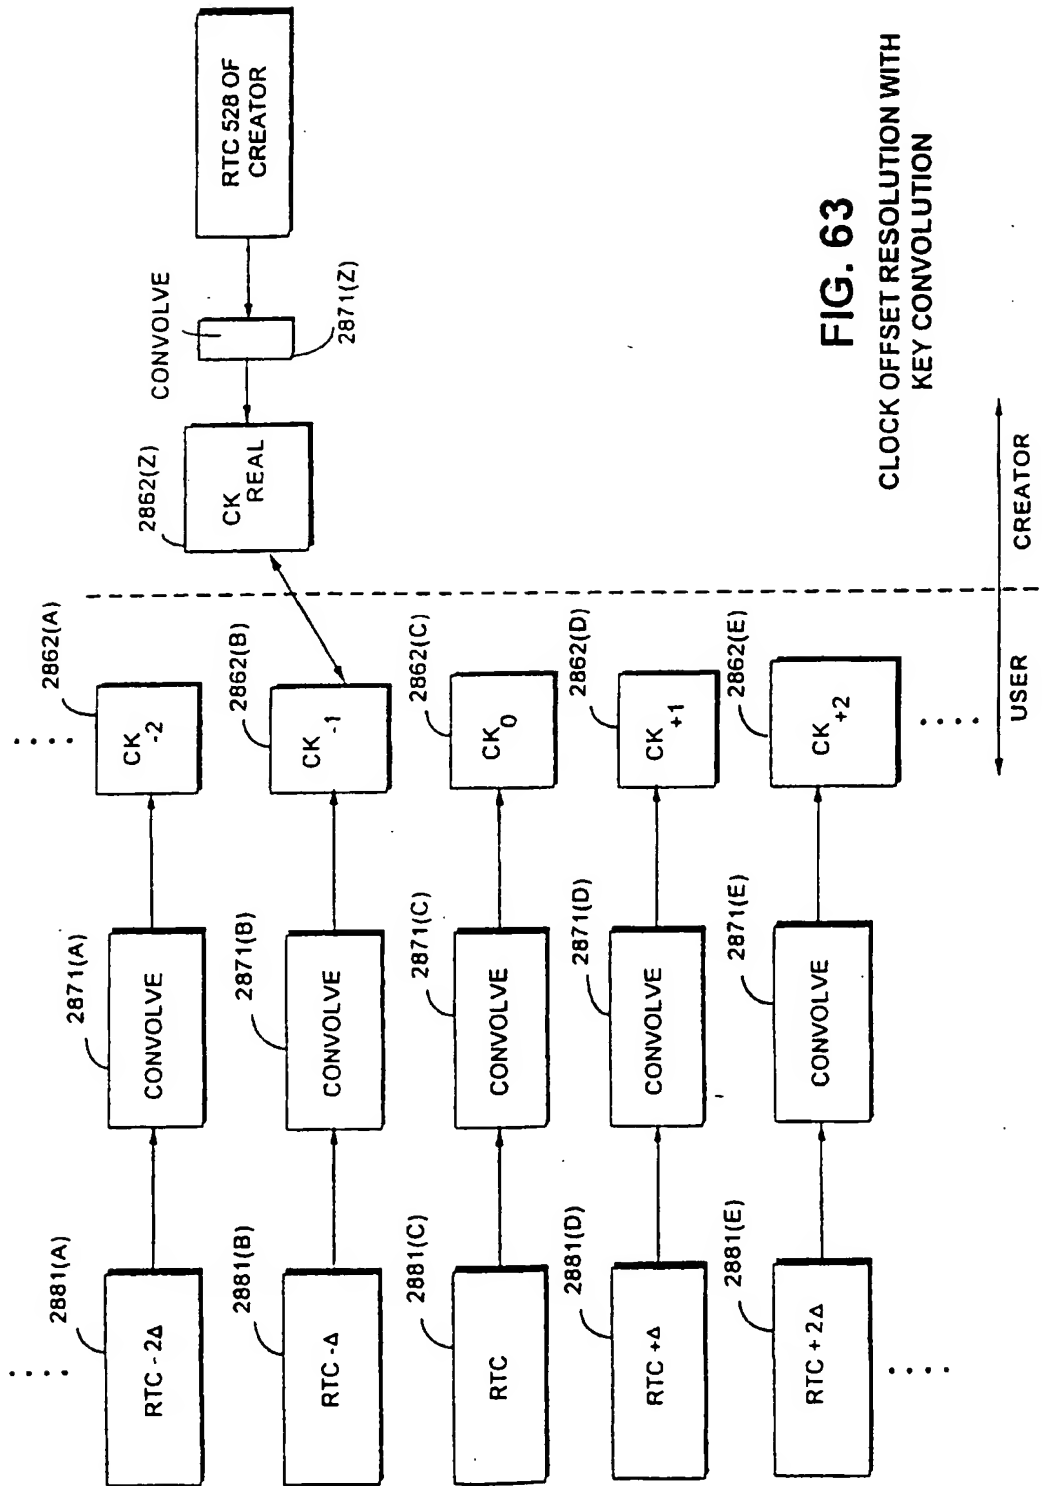 RTC 528 OF
CREATOR
CONVOLVE
2871(Z)
2862(Z)
CK REAL
. . . .
2881(A)
RTC - 2Δ
2871(A)
CONVOLVE
2862(A)
CK -2
2881(B)
RTC -Δ
2871(B)
CONVOLVE
2862(B)
CK -1
2881(C)
RTC
2871(C)
CONVOLVE
2862(C)
CK 0
2881(D)
RTC +Δ
2871(D)
CONVOLVE
2862(D)
CK +1
2881(E)
RTC + 2Δ
2871(E)
CONVOLVE
2862(E)
CK +2
. . . .
USER
CREATOR
FIG. 63
CLOCK OFFSET RESOLUTION WITH
KEY CONVOLUTION